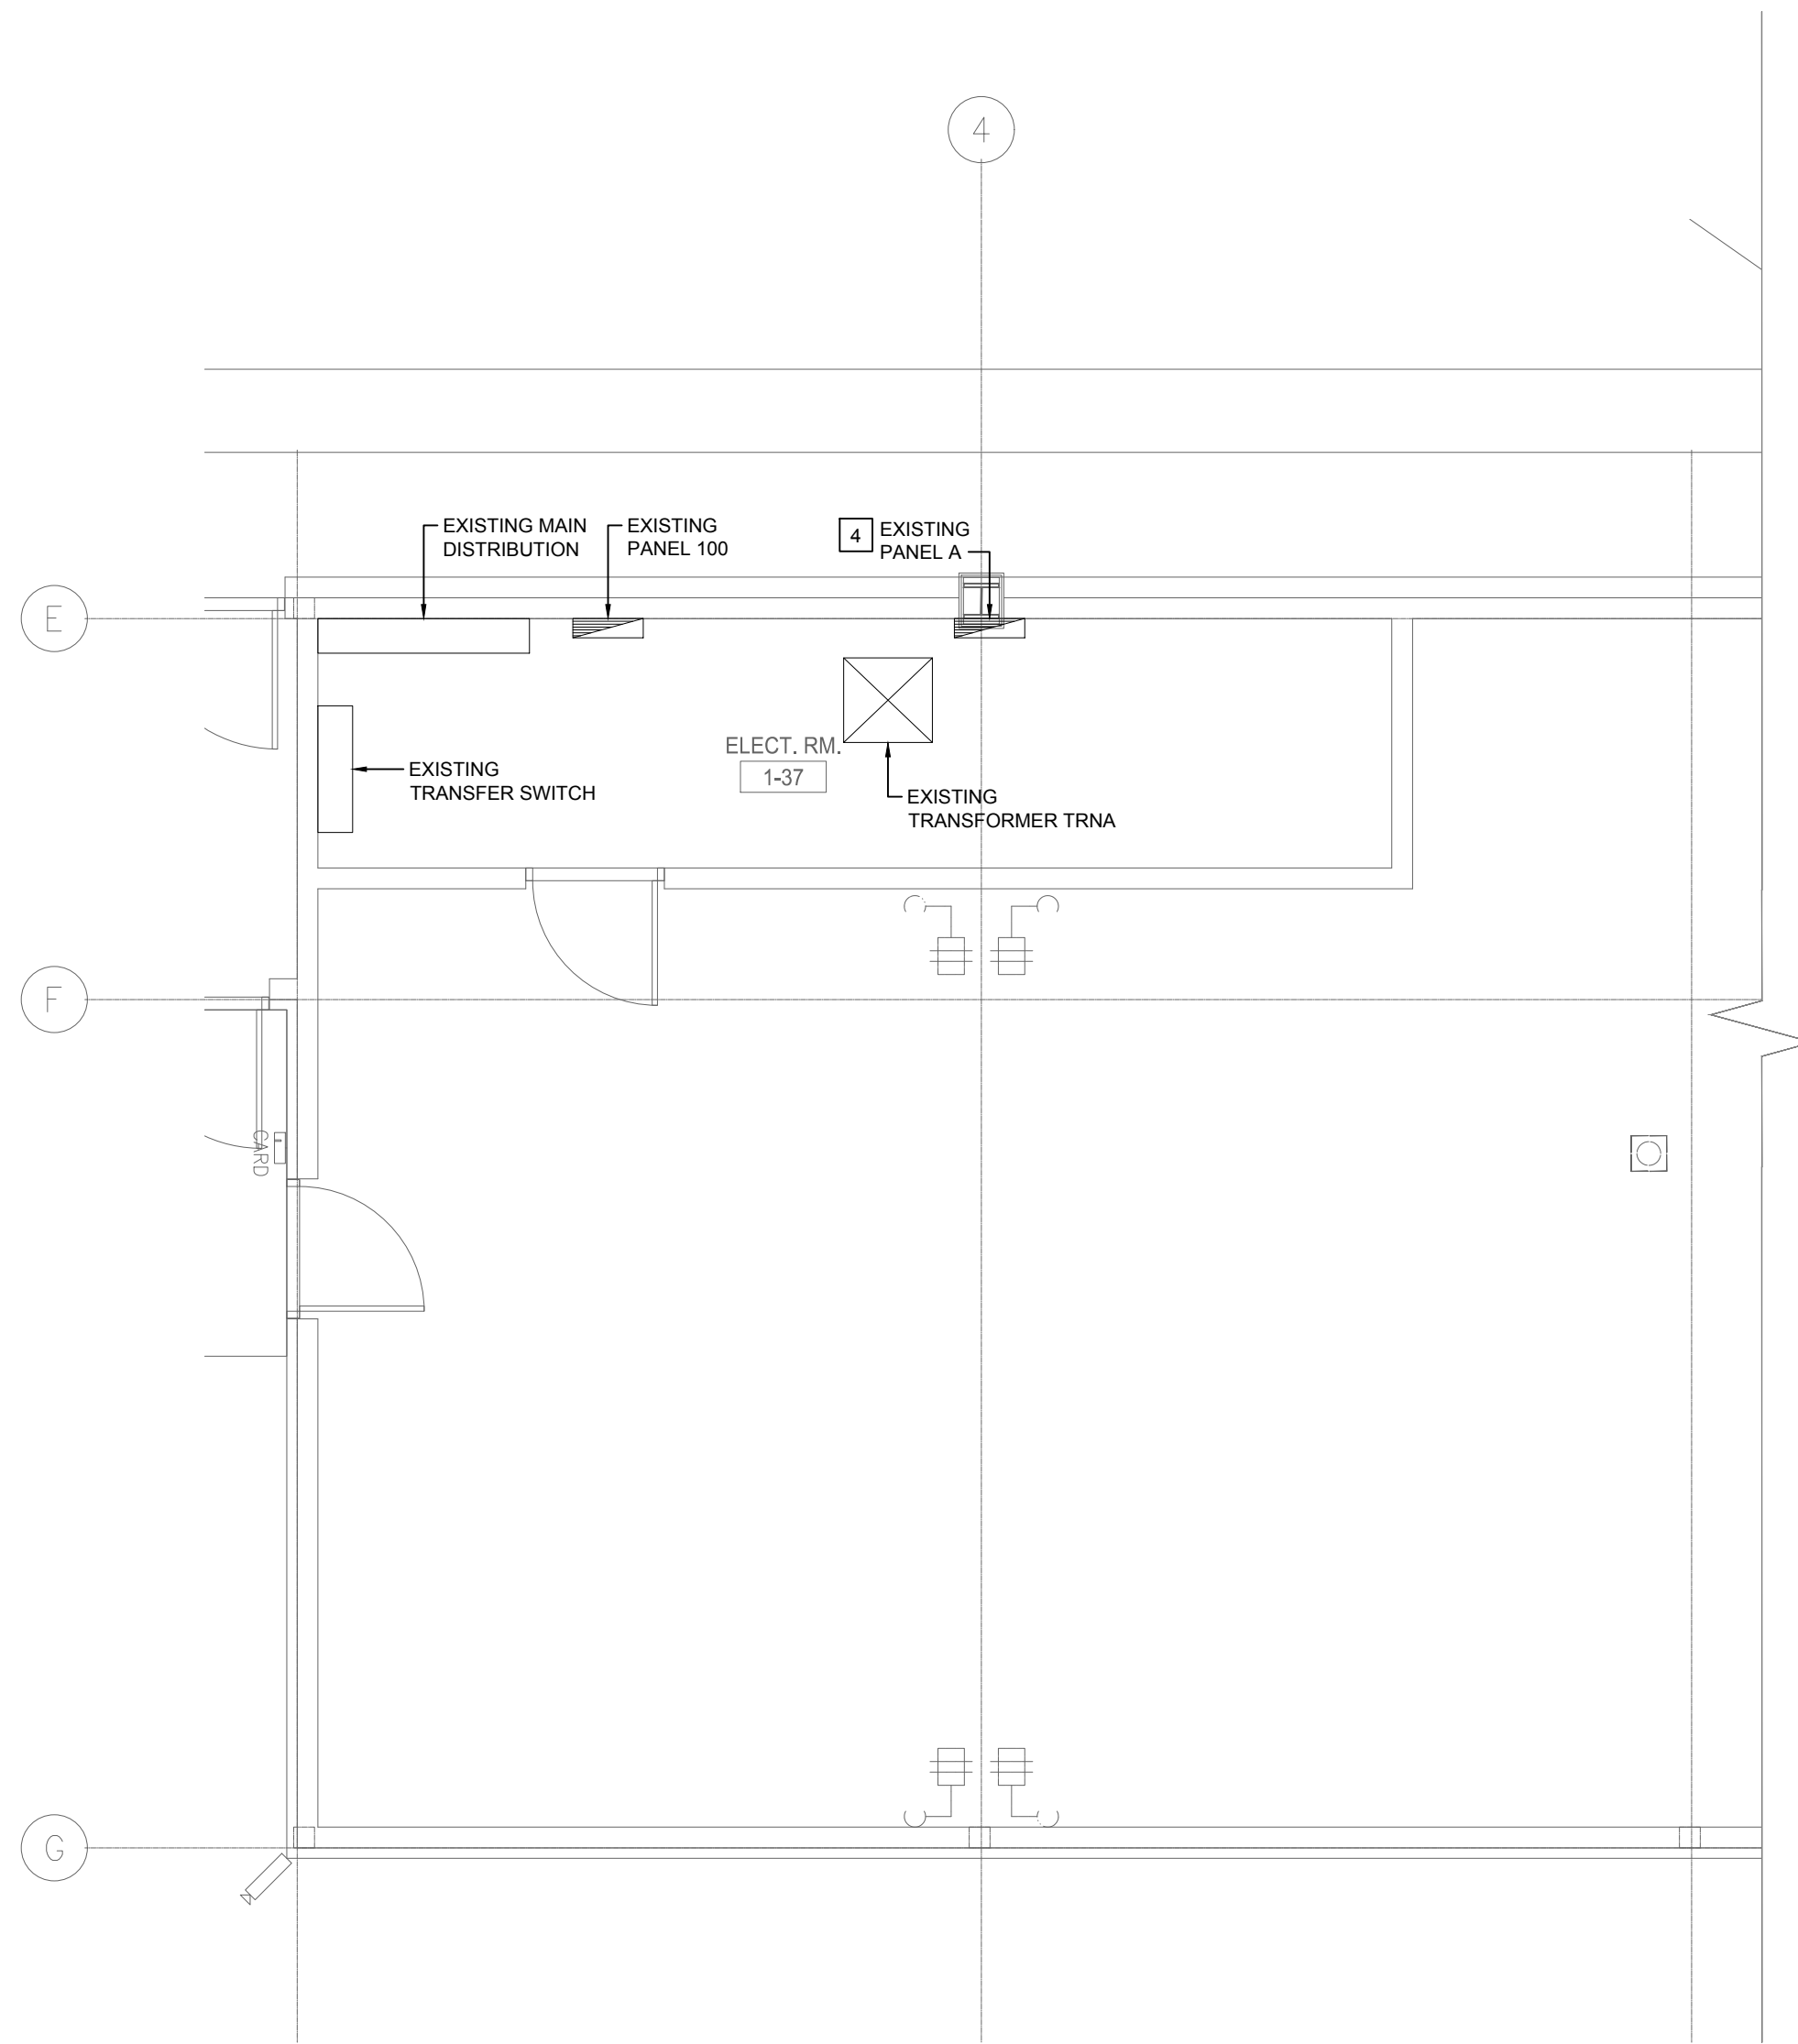 4
EXISTING MAIN
DISTRIBUTION
EXISTING
PANEL 100
4
EXISTING
PANEL A
E
ELECT. RM.
1-37
EXISTING
TRANSFER SWITCH
EXISTING
TRANSFORMER TRNA
F
CARD
G